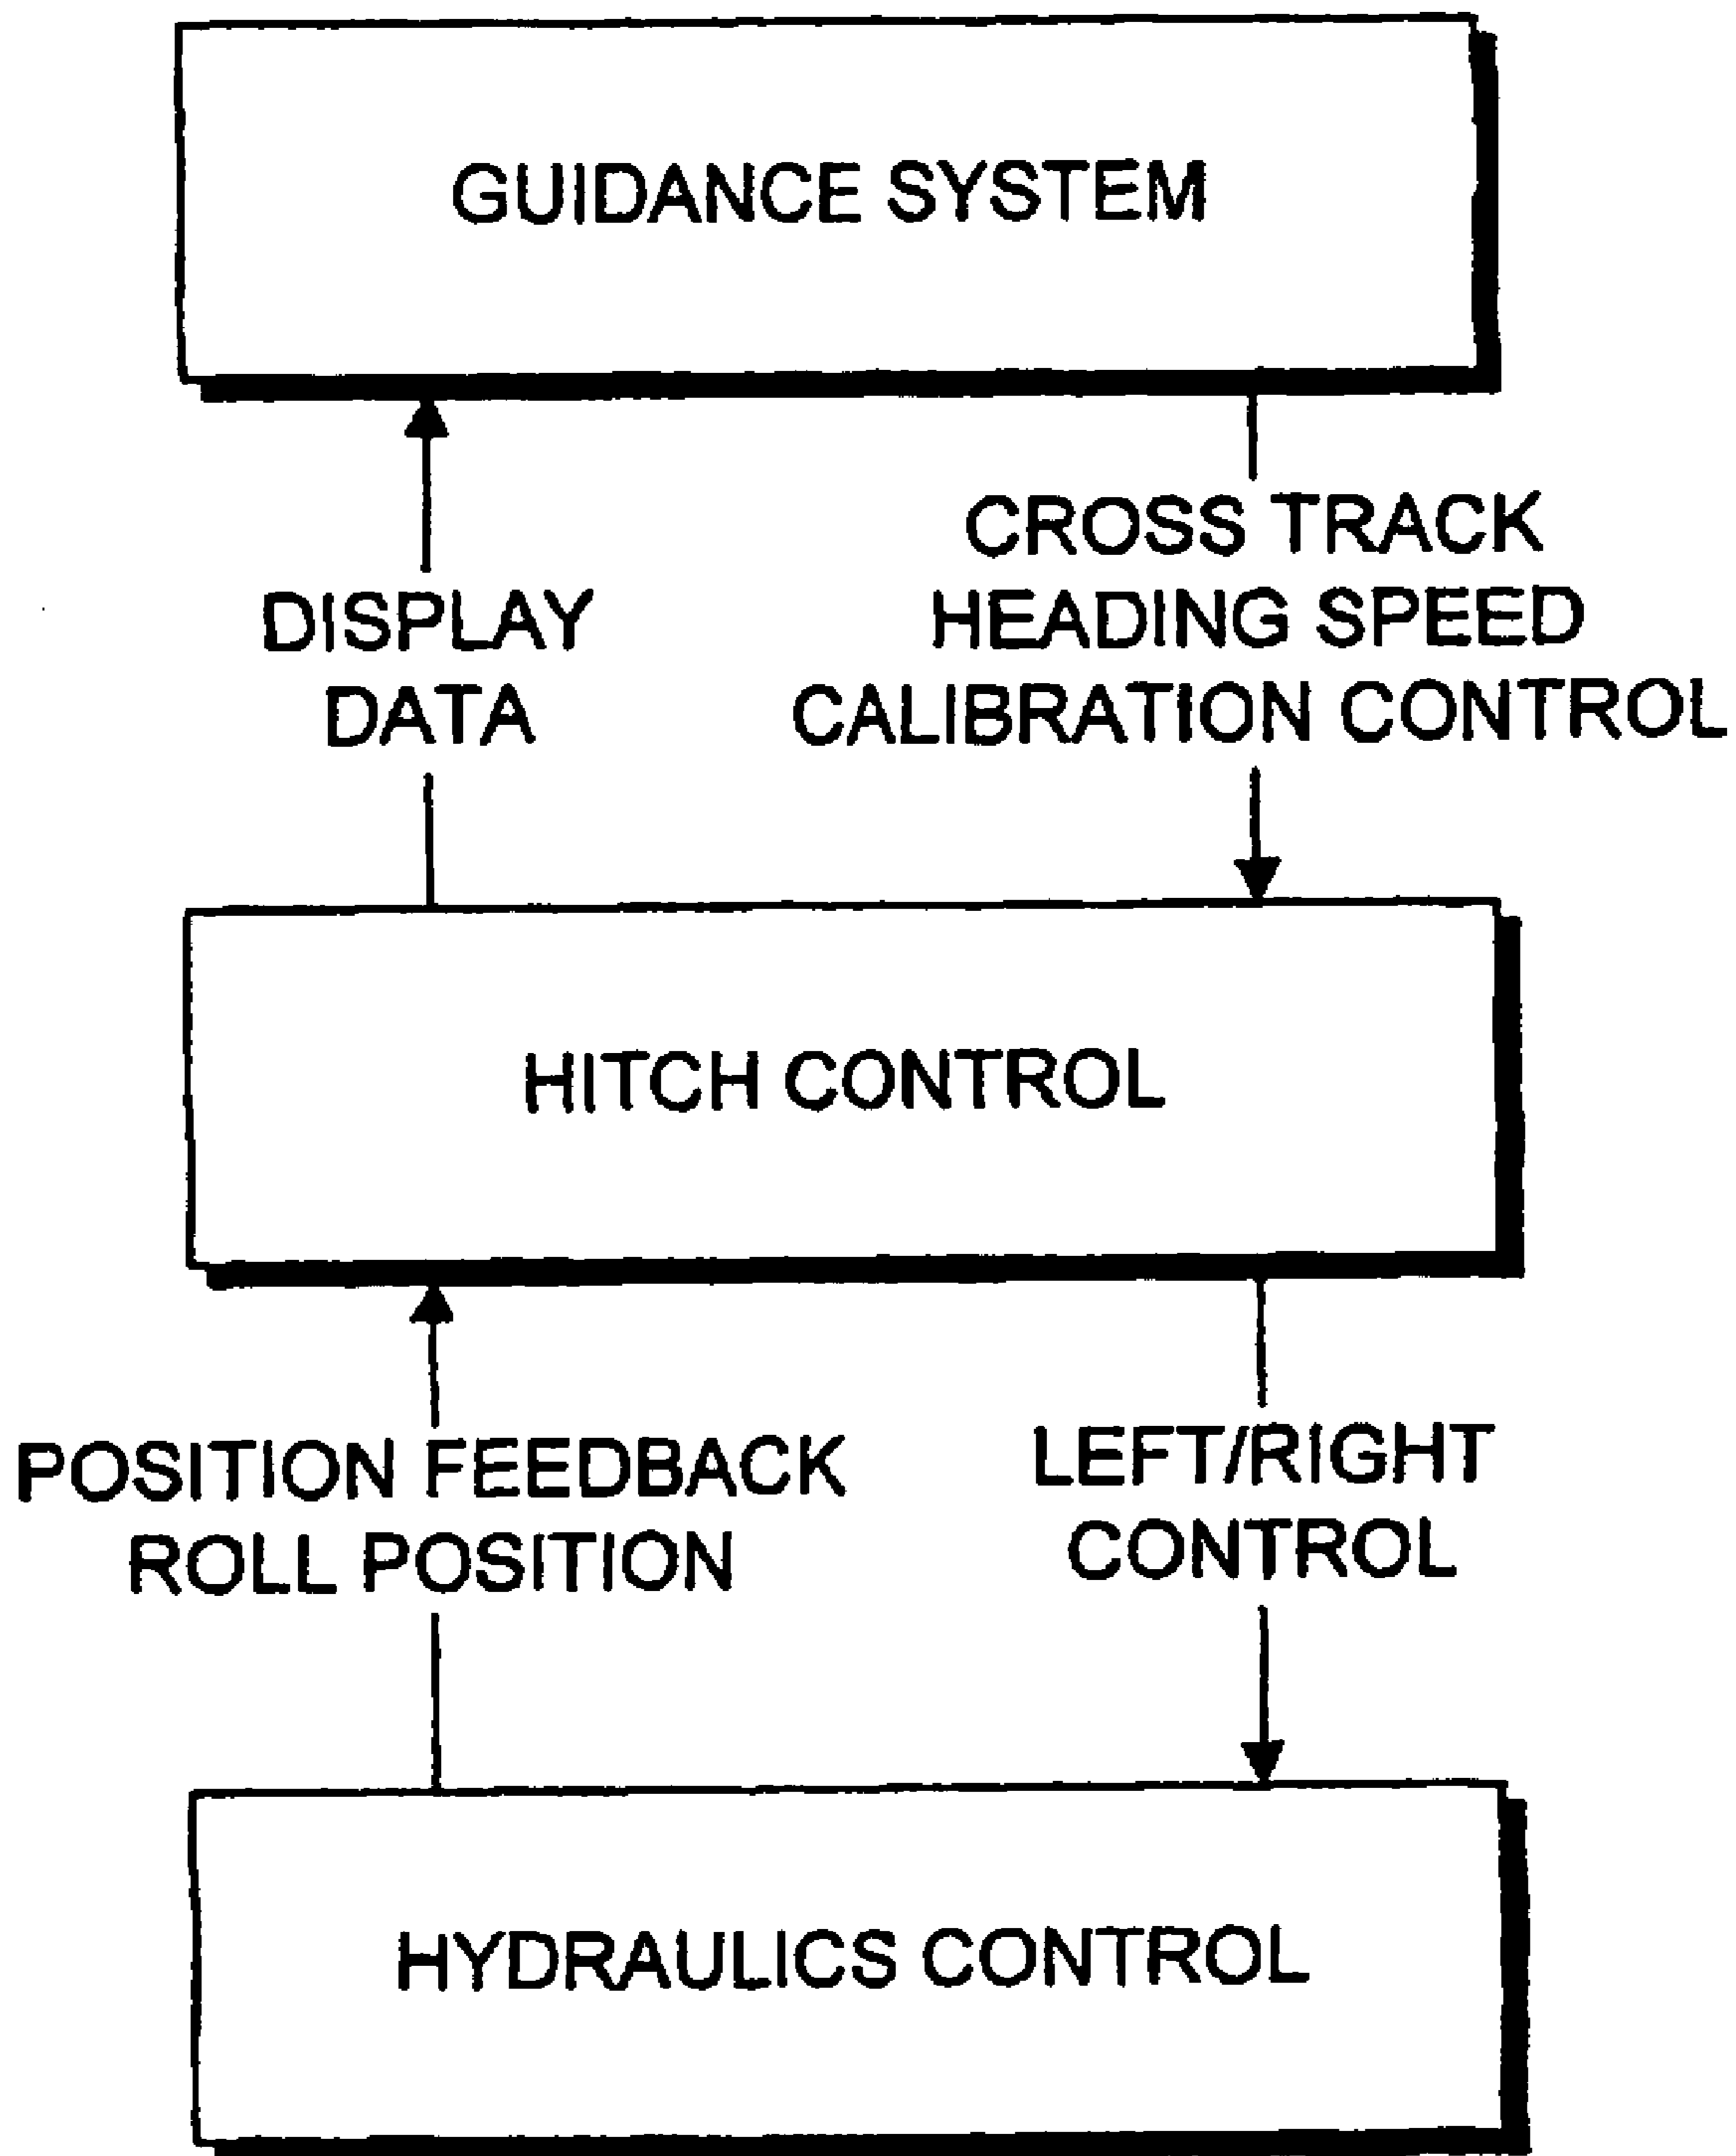 GUIDANCE SYSTEM
DISPLAY
DATA
CROSS TRACK
HEADING SPEED
CALIBRATION CONTROL
HITCH CONTROL
POSITION FEEDBACK
ROLL POSITION
LEFT/RIGHT
CONTROL
HYDRAULICS CONTROL